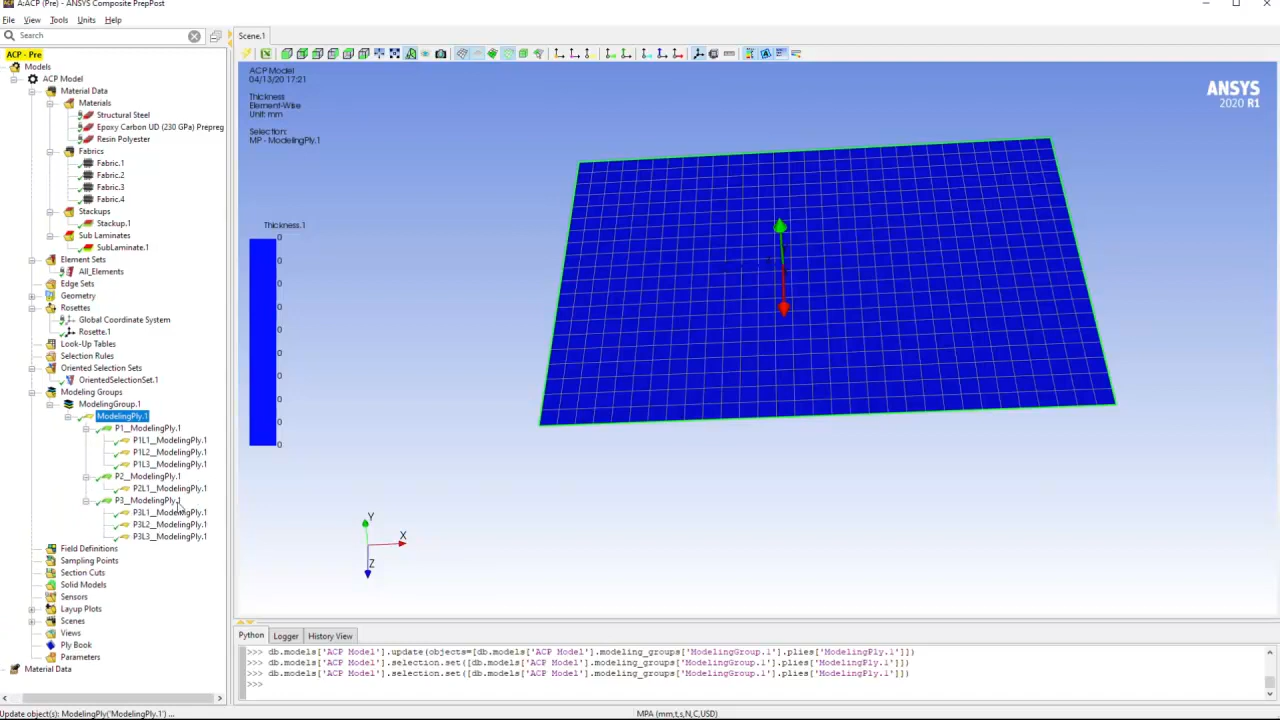 A:ACP (Pre) - ANSYS Composite PrepPost
File View Tools Units Help
Search
Scene.1
ACP - Pre
Models
ACP Model
Material Data
Materials
Structural Steel
Epoxy Carbon UD (230 GPa) Prepreg
Resin Polyester
Fabrics
Fabric.1
Fabric.2
Fabric.3
Fabric.4
Stackups
Stackup.1
Sub Laminates
SubLaminate.1
Element Sets
All_Elements
Edge Sets
Geometry
Rosettes
Global Coordinate System
Rosette.1
Look-Up Tables
Selection Rules
Oriented Selection Sets
OrientedSelectionSet.1
Modeling Groups
ModelingGroup.1
ModelingPly.1
P1__ModelingPly.1
P1L1__ModelingPly.1
P1L2__ModelingPly.1
P1L3__ModelingPly.1
P2__ModelingPly.1
P2L1__ModelingPly.1
P3__ModelingPly.1
P3L1__ModelingPly.1
P3L2__ModelingPly.1
P3L3__ModelingPly.1
Field Definitions
Sampling Points
Section Cuts
Solid Models
Sensors
Layup Plots
Scenes
Views
Ply Book
Parameters
Material Data
ACP Model
04/13/20 17:21
Thickness
Element-Wise
Unit: mm
Selection:
MP - ModelingPly.1
ANSYS
2020 R1
Thickness.1
0
0
0
0
0
0
0
0
0
0
Y
X
Z
Python Logger History View
>>> db.models['ACP Model'].update(objects=[db.models['ACP Model'].modeling_groups['ModelingGroup.1'].plies['ModelingPly.1']])
>>> db.models['ACP Model'].selection.set([db.models['ACP Model'].modeling_groups['ModelingGroup.1'].plies['ModelingPly.1']])
>>> db.models['ACP Model'].selection.set([db.models['ACP Model'].modeling_groups['ModelingGroup.1'].plies['ModelingPly.1']])
>>>
Update object(s): ModelingPly('ModelingPly.1') ...
MPA (mm,t,s,N,C,USD)